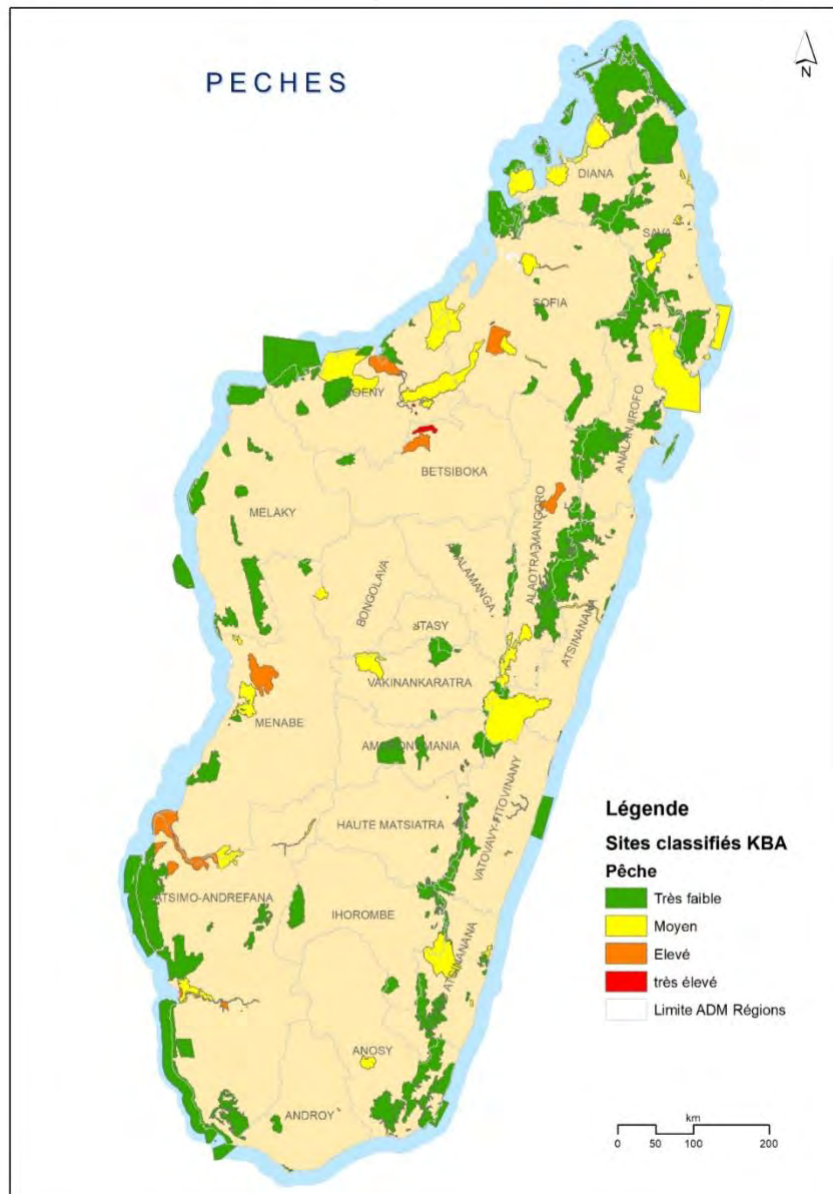 PECHES
N
DIANA
SAVA
SOFIA
BOENY
ANALANJIROFO
BETSIBOKA
MELAKY
ALAOTRA-MANGORO
BONGOLAVA
ANALAMANGA
ITASY
ATSINANANA
VAKINANKARATRA
MENABE
AMORON'I MANIA
VATOVAVY-FITOVINANY
HAUTE MATSIATRA
ATSIMO-ANDREFANA
IHOROMBE
ATSINANANA
ANOSY
ANDROY
Légende
Sites classifiés KBA
Pêche
Très faible
Moyen
Elevé
très élevé
Limite ADM Régions
km
0 50 100 200